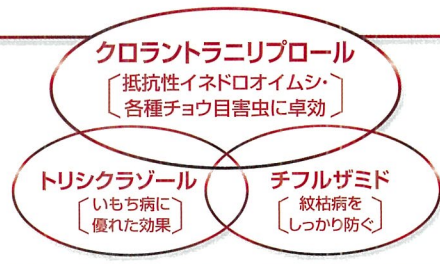 クロラントラニリプロール
抵抗性イネドロオイムシ・
各種チョウ目害虫に卓効
トリシクラゾール
いもち病に
優れた効果
チフルザミド
紋枯病を
しっかり防ぐ